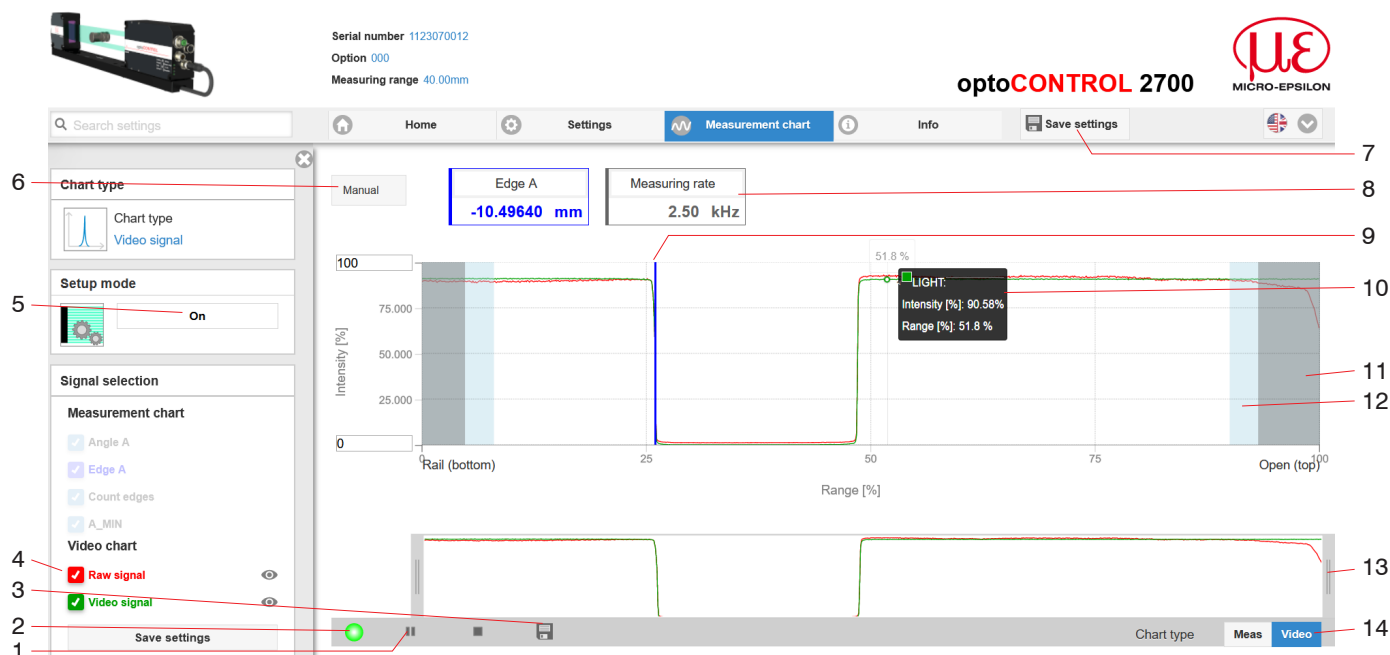 Serial number 1123070012
Option 000
Measuring range 40.00mm
optoCONTROL 2700
με
MICRO-EPSILON
Search settings
Home
Settings
Measurement chart
Info
Save settings
7
6
Chart type
Chart type
Video signal
Manual
Edge A
-10.49640 mm
Measuring rate
2.50 kHz
8
9
Setup mode
5
On
100
75.000
50.000
25.000
0
Intensity [%]
51.8 %
LIGHT:
Intensity [%]: 90.58%
Range [%]: 51.8 %
10
11
12
0
25
50
75
100
Rail (bottom)
Open (top)
Range [%]
Signal selection
Measurement chart
Angle A
Edge A
Count edges
A_MIN
Video chart
4
Raw signal
3
Video signal
2
Save settings
1
13
Chart type
Meas
Video
14